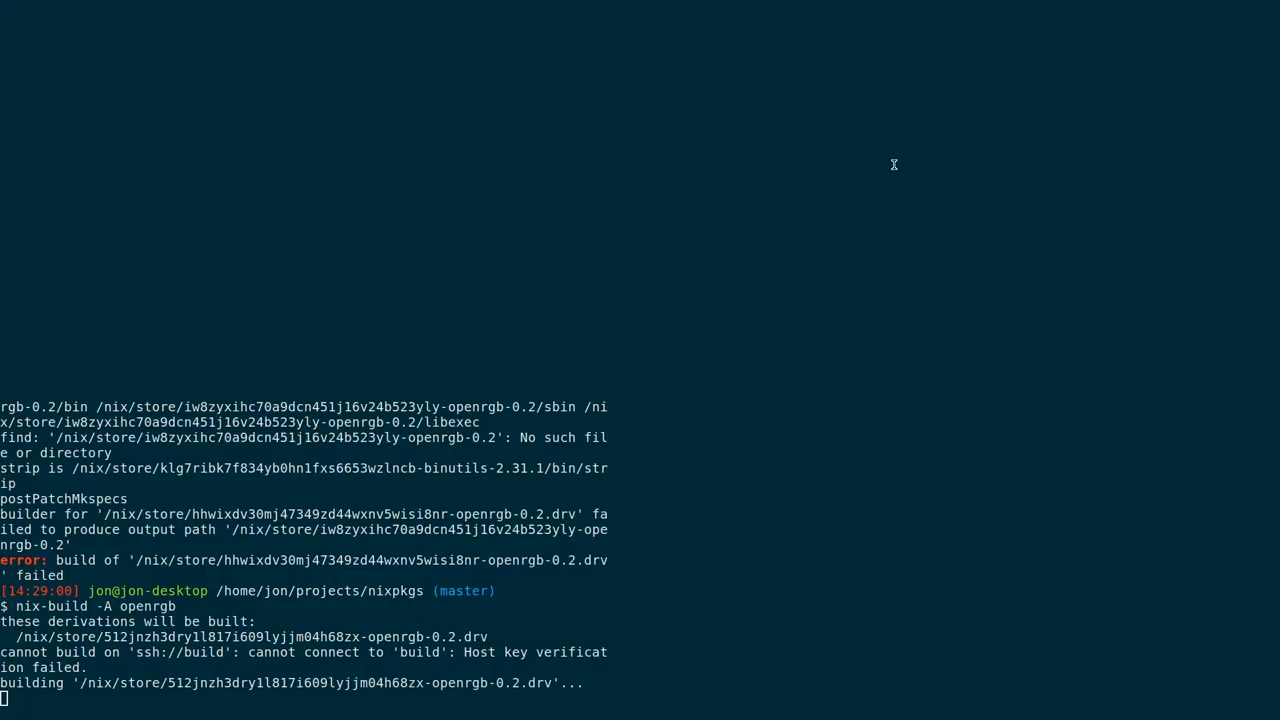 rgb-0.2/bin /nix/store/iw8zyxihc70a9dcn451j16v24b523yly-openrgb-0.2/sbin /ni
x/store/iw8zyxihc70a9dcn451j16v24b523yly-openrgb-0.2/libexec
find: '/nix/store/iw8zyxihc70a9dcn451j16v24b523yly-openrgb-0.2': No such fil
e or directory
strip is /nix/store/klg7ribk7f834yb0hn1fxs6653wzlncb-binutils-2.31.1/bin/str
ip
postPatchMkspecs
builder for '/nix/store/hhwixdv30mj47349zd44wxnv5wisi8nr-openrgb-0.2.drv' fa
iled to produce output path '/nix/store/iw8zyxihc70a9dcn451j16v24b523yly-ope
nrgb-0.2'
error: build of '/nix/store/hhwixdv30mj47349zd44wxnv5wisi8nr-openrgb-0.2.drv
' failed
[14:29:00] jon@jon-desktop /home/jon/projects/nixpkgs (master)
$ nix-build -A openrgb
these derivations will be built:
  /nix/store/512jnzh3dry1l817i609lyjjm04h68zx-openrgb-0.2.drv
cannot build on 'ssh://build': cannot connect to 'build': Host key verificat
ion failed.
building '/nix/store/512jnzh3dry1l817i609lyjjm04h68zx-openrgb-0.2.drv'...